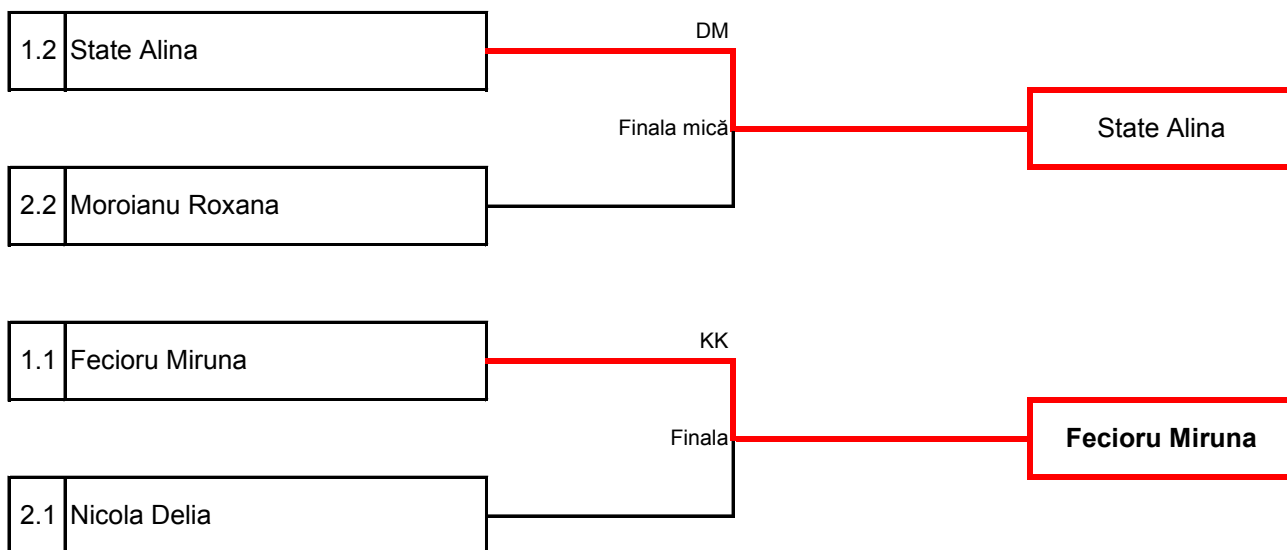 DM
1.2 State Alina
Finala mică
State Alina
2.2 Moroianu Roxana
KK
1.1 Fecioru Miruna
Finala
Fecioru Miruna
2.1 Nicola Delia